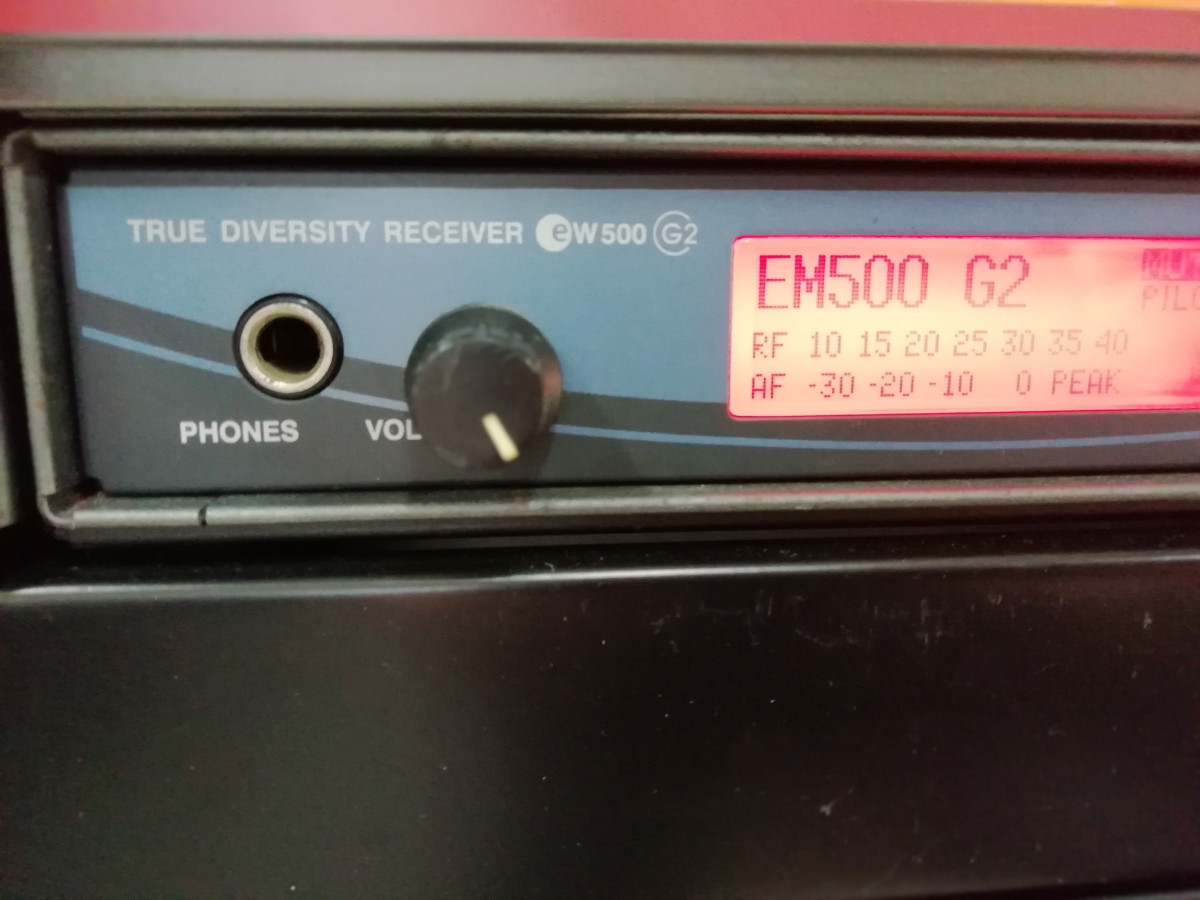 TRUE DIVERSITY RECEIVER eW500 G2
PHONES VOL
EM500 G2
RF 10 15 20 25 30 35 40
AF -30 -20 -10 0 PEAK